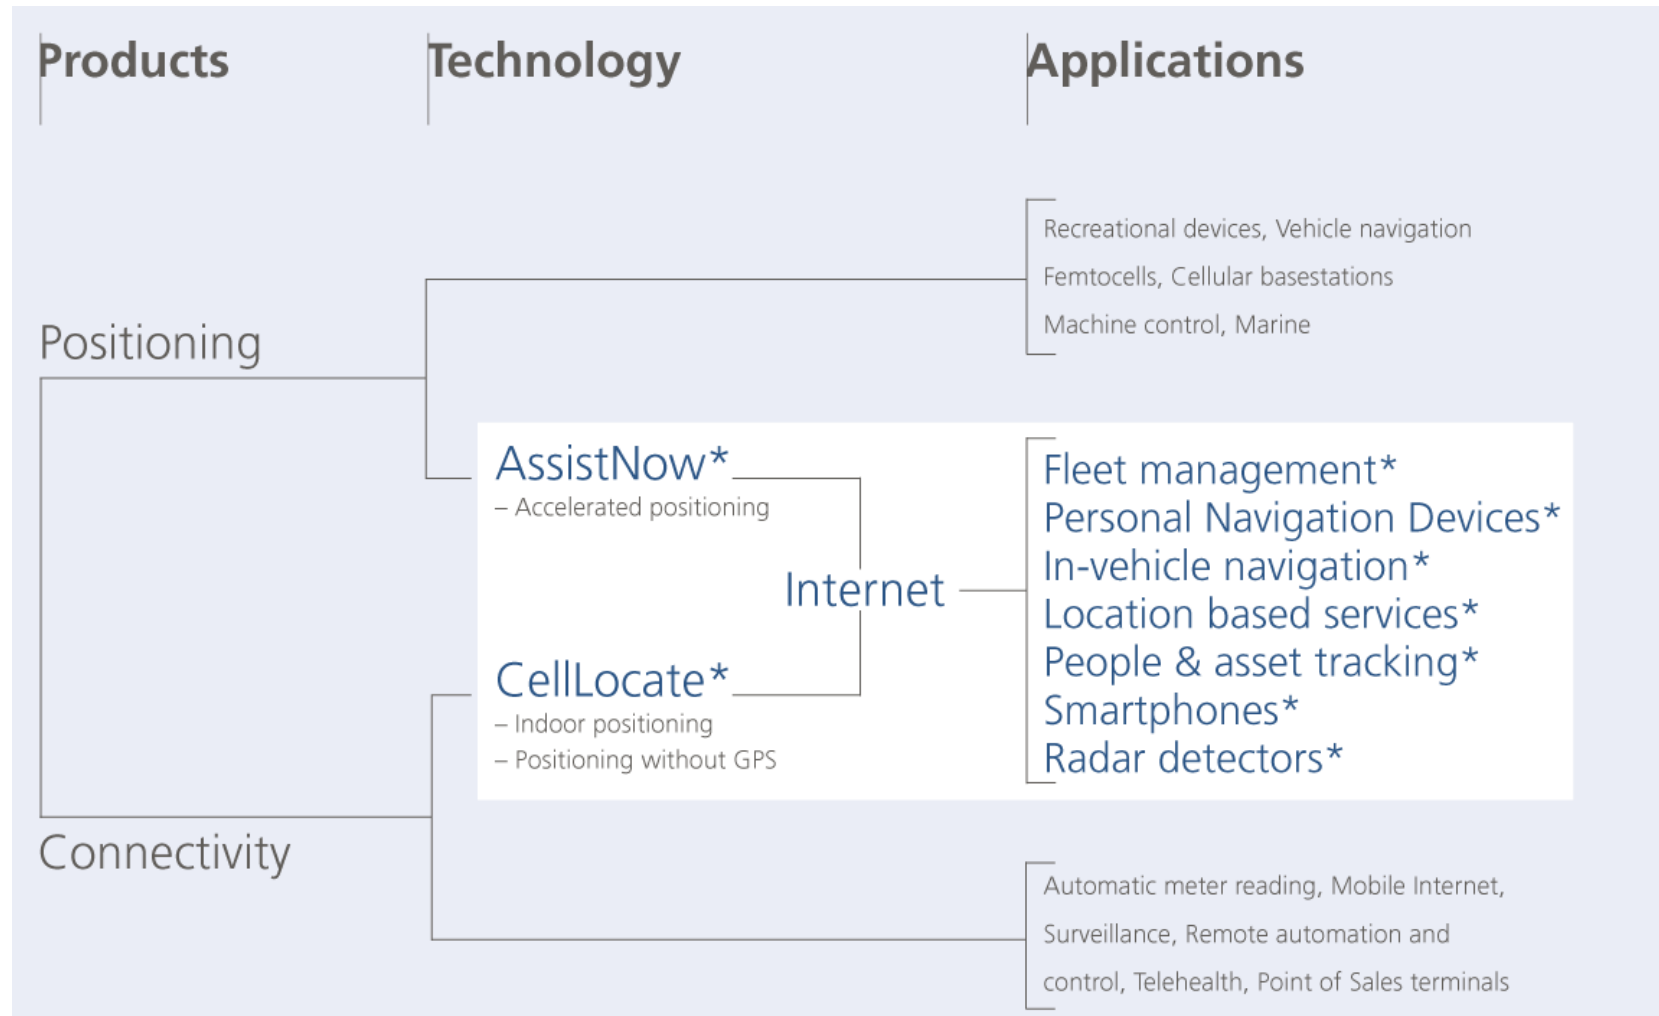 Products
Technology
Applications
Recreational devices, Vehicle navigation
Femtocells, Cellular basestations
Machine control, Marine
Positioning
AssistNow*
– Accelerated positioning
Internet
CellLocate*
– Indoor positioning
– Positioning without GPS
Fleet management*
Personal Navigation Devices*
In-vehicle navigation*
Location based services*
People & asset tracking*
Smartphones*
Radar detectors*
Connectivity
Automatic meter reading, Mobile Internet,
Surveillance, Remote automation and
control, Telehealth, Point of Sales terminals